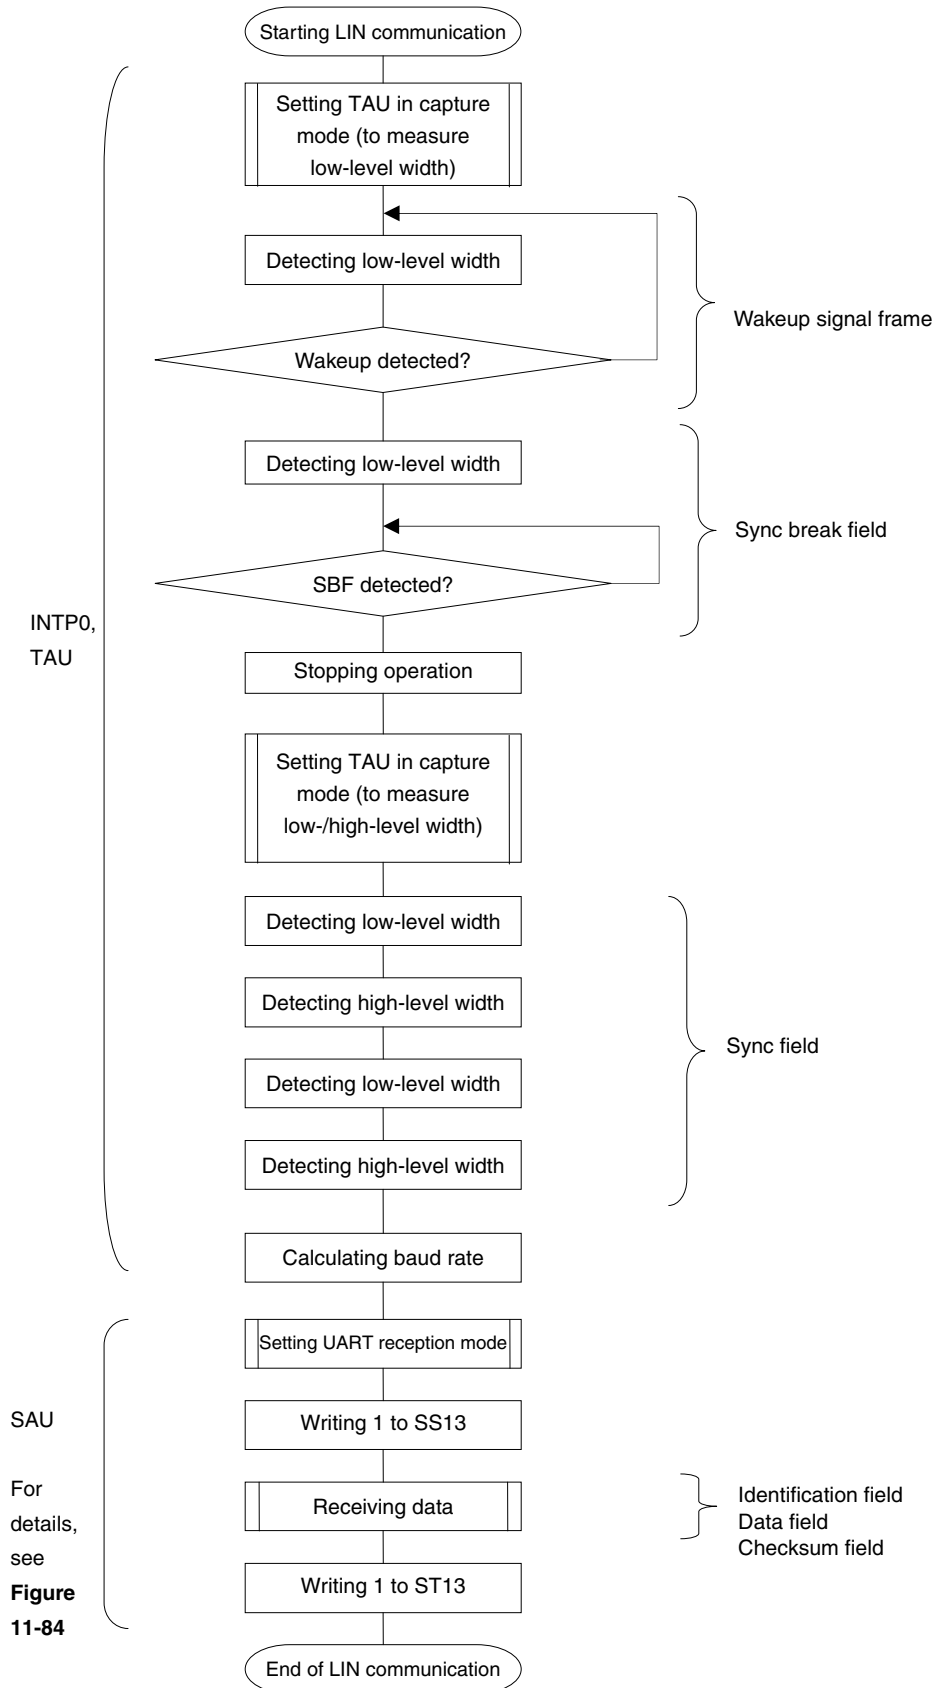 Starting LIN communication
Setting TAU in capture
mode (to measure
low-level width)
Detecting low-level width
Wakeup signal frame
Wakeup detected?
Detecting low-level width
Sync break field
SBF detected?
INTP0,
TAU
Stopping operation
Setting TAU in capture
mode (to measure
low-/high-level width)
Detecting low-level width
Detecting high-level width
Sync field
Detecting low-level width
Detecting high-level width
Calculating baud rate
Setting UART reception mode
SAU
Writing 1 to SS13
For
details,
see
Figure
11-84
Receiving data
Identification field
Data field
Checksum field
Writing 1 to ST13
End of LIN communication